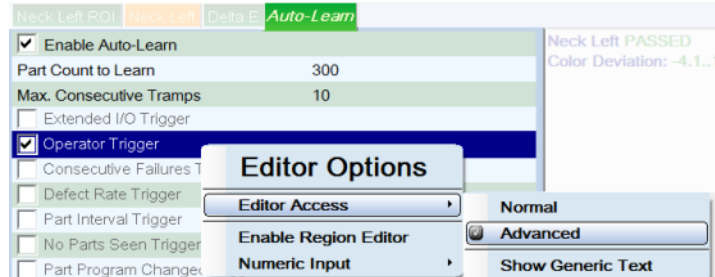 Neck Left ROI Neck Left Delta E Auto-Learn
Enable Auto-Learn
Part Count to Learn 300
Max. Consecutive Tramps 10
Extended I/O Trigger
Operator Trigger
Consecutive Failures T
Defect Rate Trigger
Part Interval Trigger
No Parts Seen Trigger
Part Program Changed
Neck Left PASSED
Color Deviation: -4.1..
Editor Options
Editor Access
Enable Region Editor
Numeric Input
Normal
Advanced
Show Generic Text